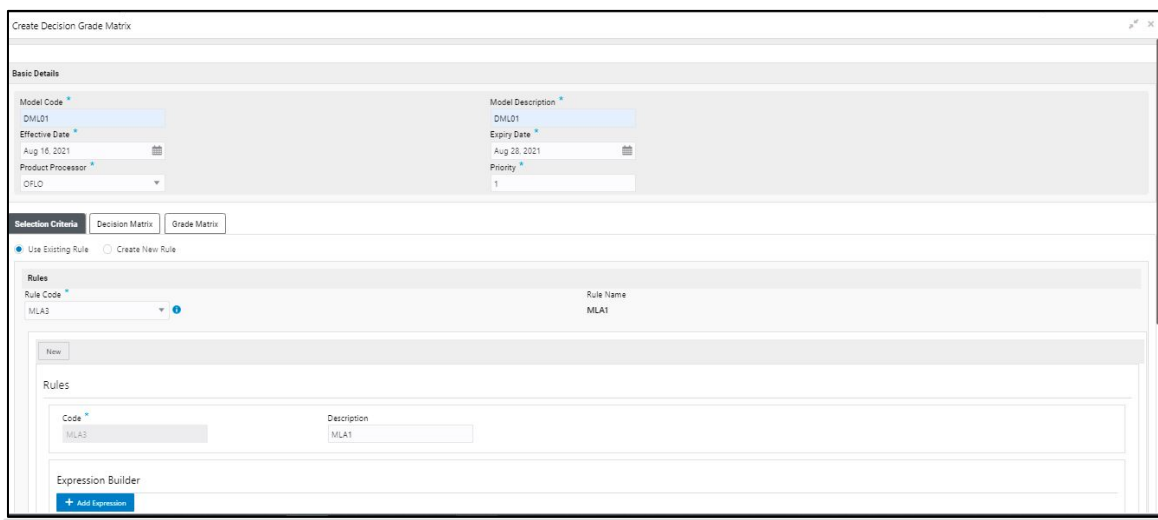 Create Decision Grade Matrix
Basic Details
Model Code *
Model Description *
DML01
DML01
Effective Date *
Expiry Date *
Aug 16, 2021
Aug 28, 2021
Product Processor *
Priority *
OFLO
1
Selection Criteria Decision Matrix Grade Matrix
Use Existing Rule Create New Rule
Rules
Rule Code *
Rule Name
MLA3
MLA1
New
Rules
Code *
Description
MLA3
MLA1
Expression Builder
+ Add Expression